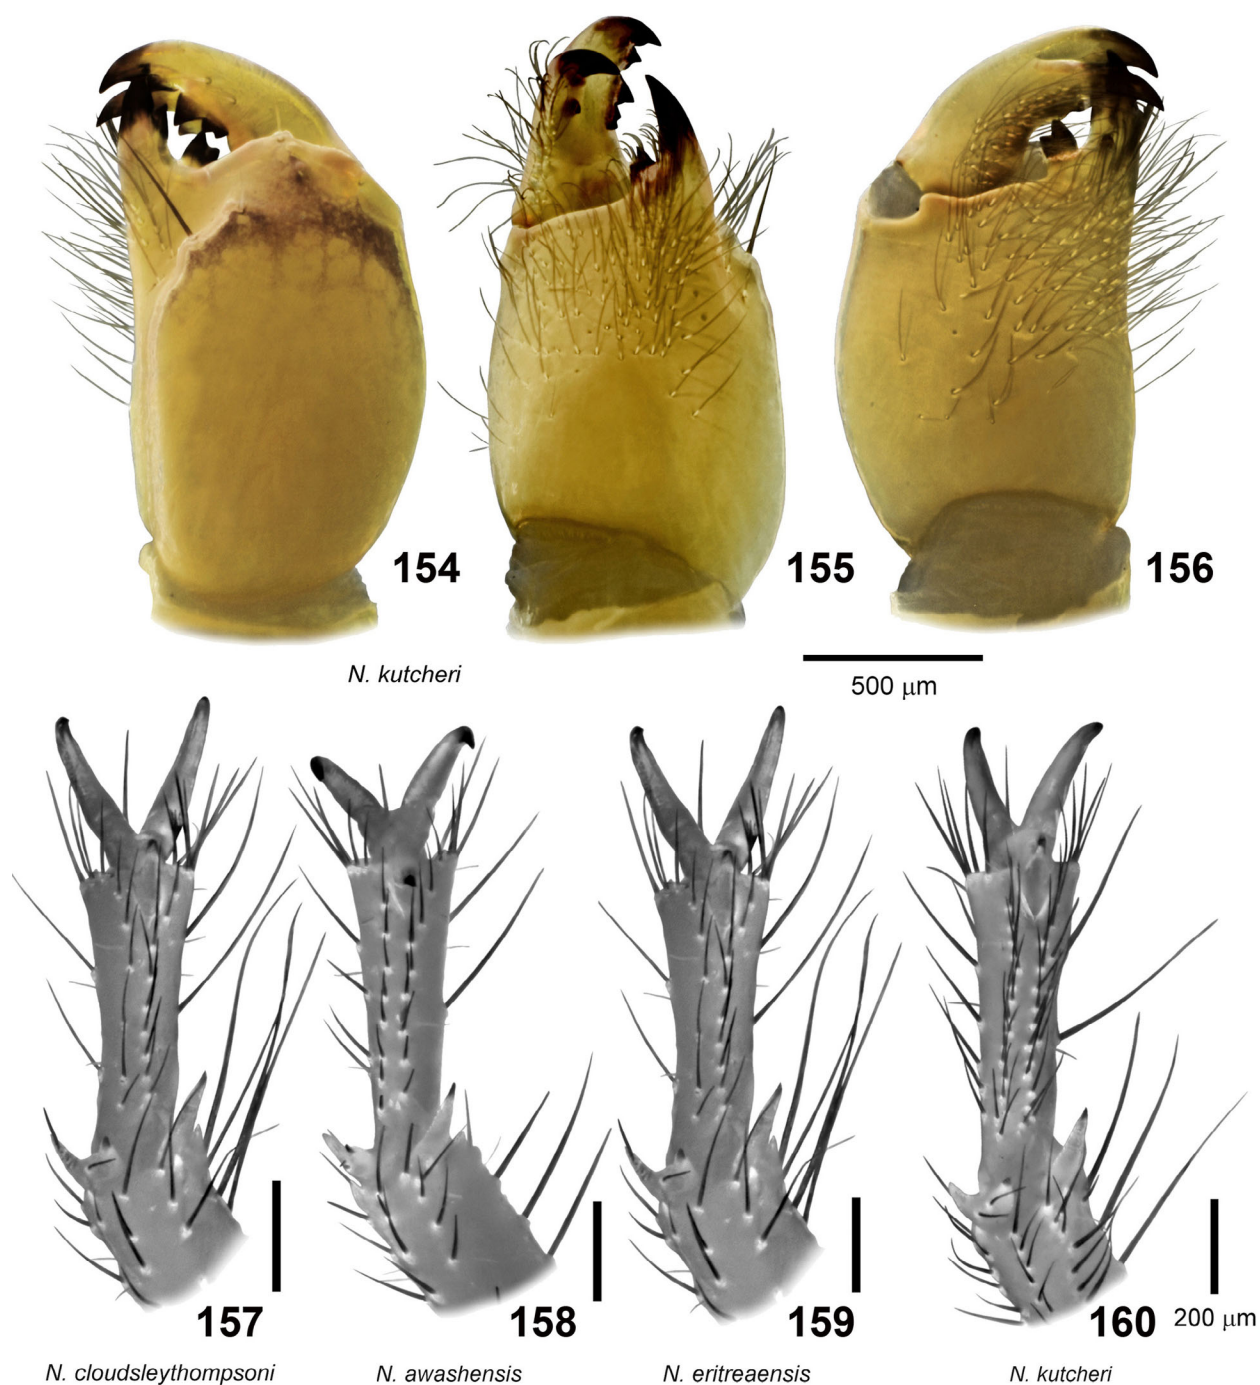 154 155 156
N. kutcheri
500 μm
157 158 159 160 200 μm
N. cloudsleythompsoni N. awashensis N. eritreaensis N. kutcheri